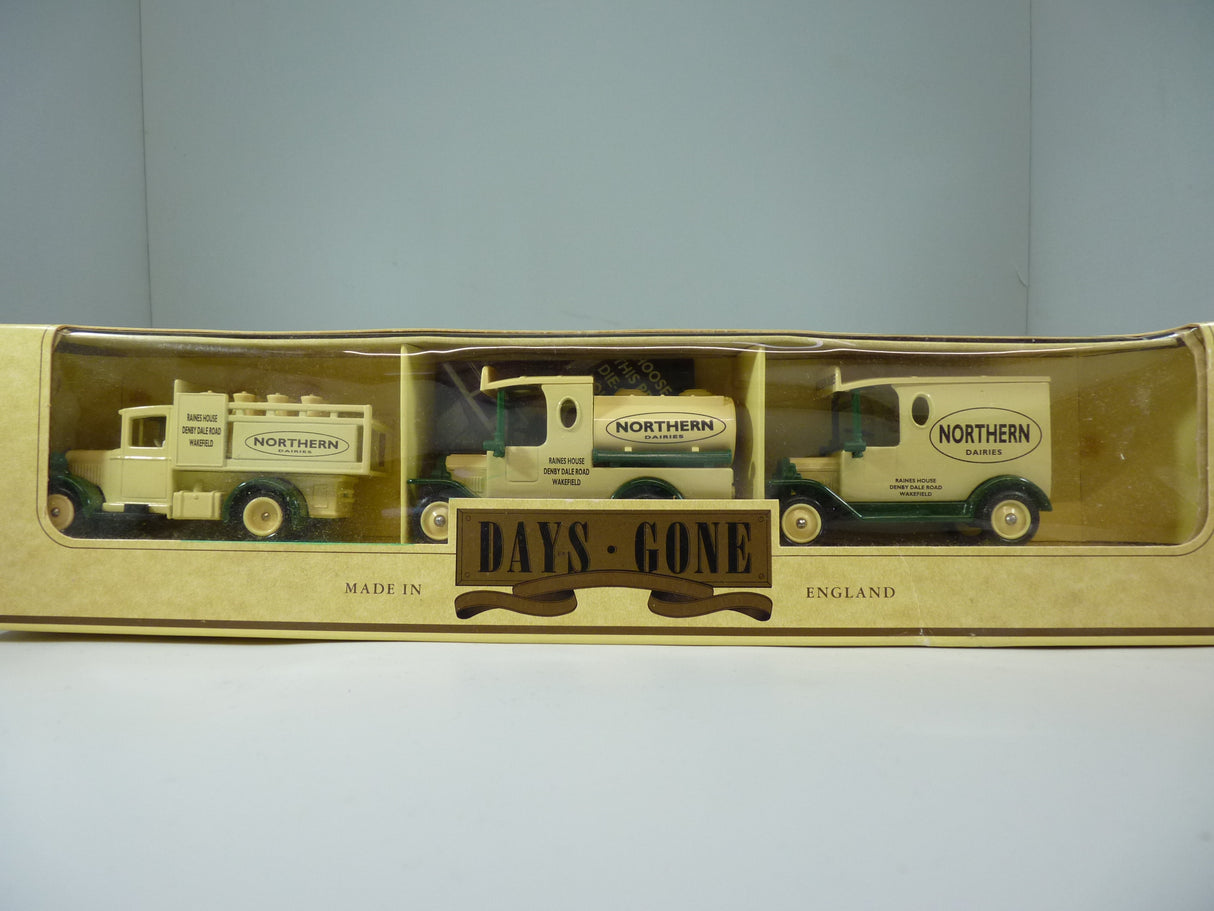 RAINES HOUSE
DENBY DALE ROAD
WAKEFIELD
NORTHERN
DAIRIES
RAINES HOUSE
DENBY DALE ROAD
WAKEFIELD
NORTHERN
DAIRIES
NORTHERN
DAIRIES
RAINES HOUSE
DENBY DALE ROAD
WAKEFIELD
DAYS · GONE
MADE IN
ENGLAND